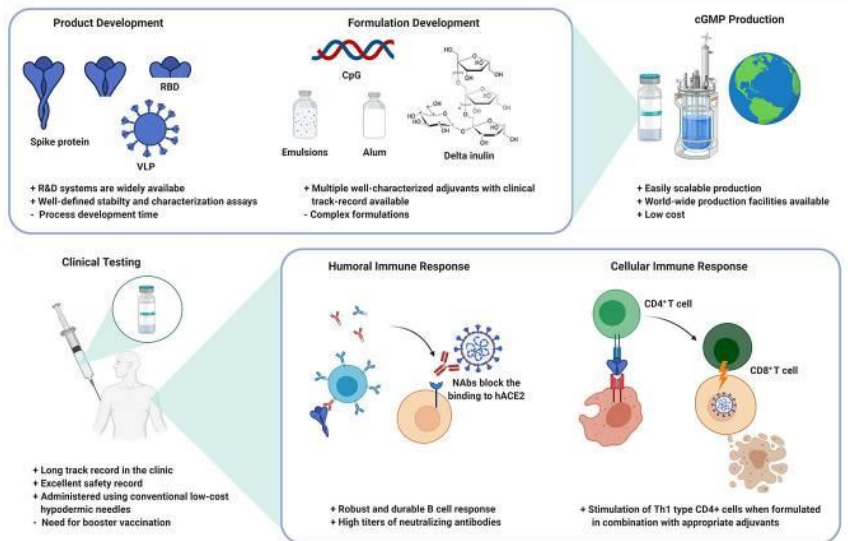 Product Development
Formulation Development
cGMP Production
RBD
CpG
Spike protein
VLP
Emulsions
Alum
Delta inulin
+ R&D systems are widely availabe
+ Well-defined stabilty and characterization assays
- Process development time
+ Multiple well-characterized adjuvants with clinical
track-record available
- Complex formulations
+ Easily scalable production
+ World-wide production facilities available
+ Low cost
Clinical Testing
Humoral Immune Response
Cellular Immune Response
CD4+ T cell
NAbs block the
binding to hACE2
CD8+ T cell
+ Long track record in the clinic
+ Excellent safety record
+ Administered using conventional low-cost
hypodermic needles
- Need for booster vaccination
+ Robust and durable B cell response
+ High titers of neutralizing antibodies
+ Stimulation of Th1 type CD4+ cells when formulated
in combination with appropriate adjuvants